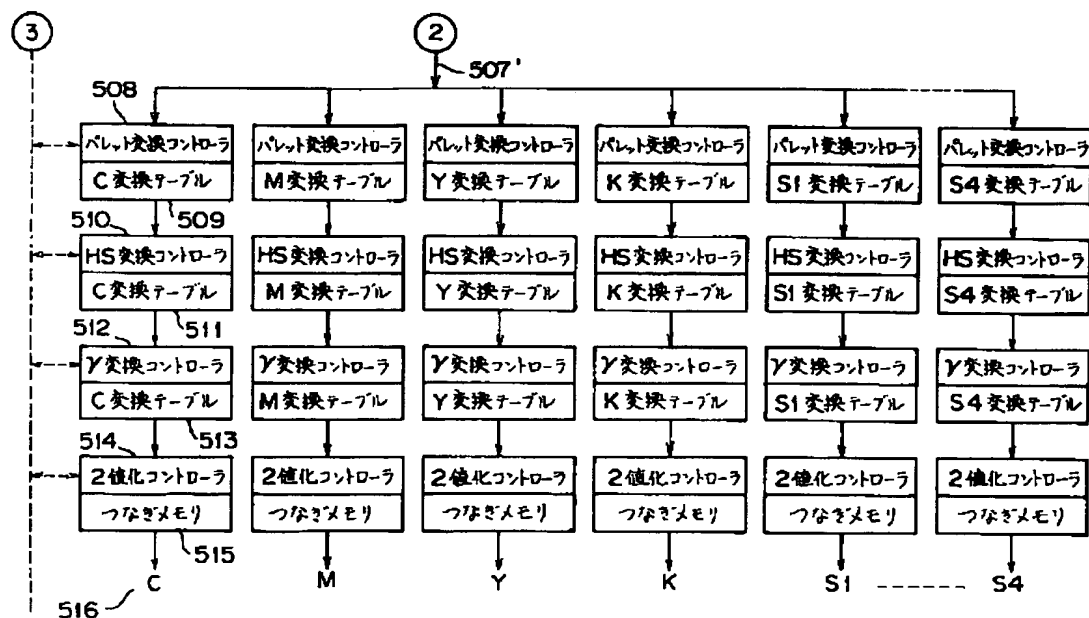 3
2
507'
508
パレット変換コントローラ パレット変換コントローラ パレット変換コントローラ パレット変換コントローラ パレット変換コントローラ パレット変換コントローラ
C変換テーブル M変換テーブル Y変換テーブル K変換テーブル S1変換テーブル S4変換テーブル
509
510
HS変換コントローラ HS変換コントローラ HS変換コントローラ HS変換コントローラ HS変換コントローラ HS変換コントローラ
C変換テーブル M変換テーブル Y変換テーブル K変換テーブル S1変換テーブル S4変換テーブル
511
512
γ変換コントローラ γ変換コントローラ γ変換コントローラ γ変換コントローラ γ変換コントローラ γ変換コントローラ
C変換テーブル M変換テーブル Y変換テーブル K変換テーブル S1変換テーブル S4変換テーブル
513
514
2値化コントローラ 2値化コントローラ 2値化コントローラ 2値化コントローラ 2値化コントローラ 2値化コントローラ
つなぎメモリ つなぎメモリ つなぎメモリ つなぎメモリ つなぎメモリ つなぎメモリ
515
C M Y K S1 S4
516